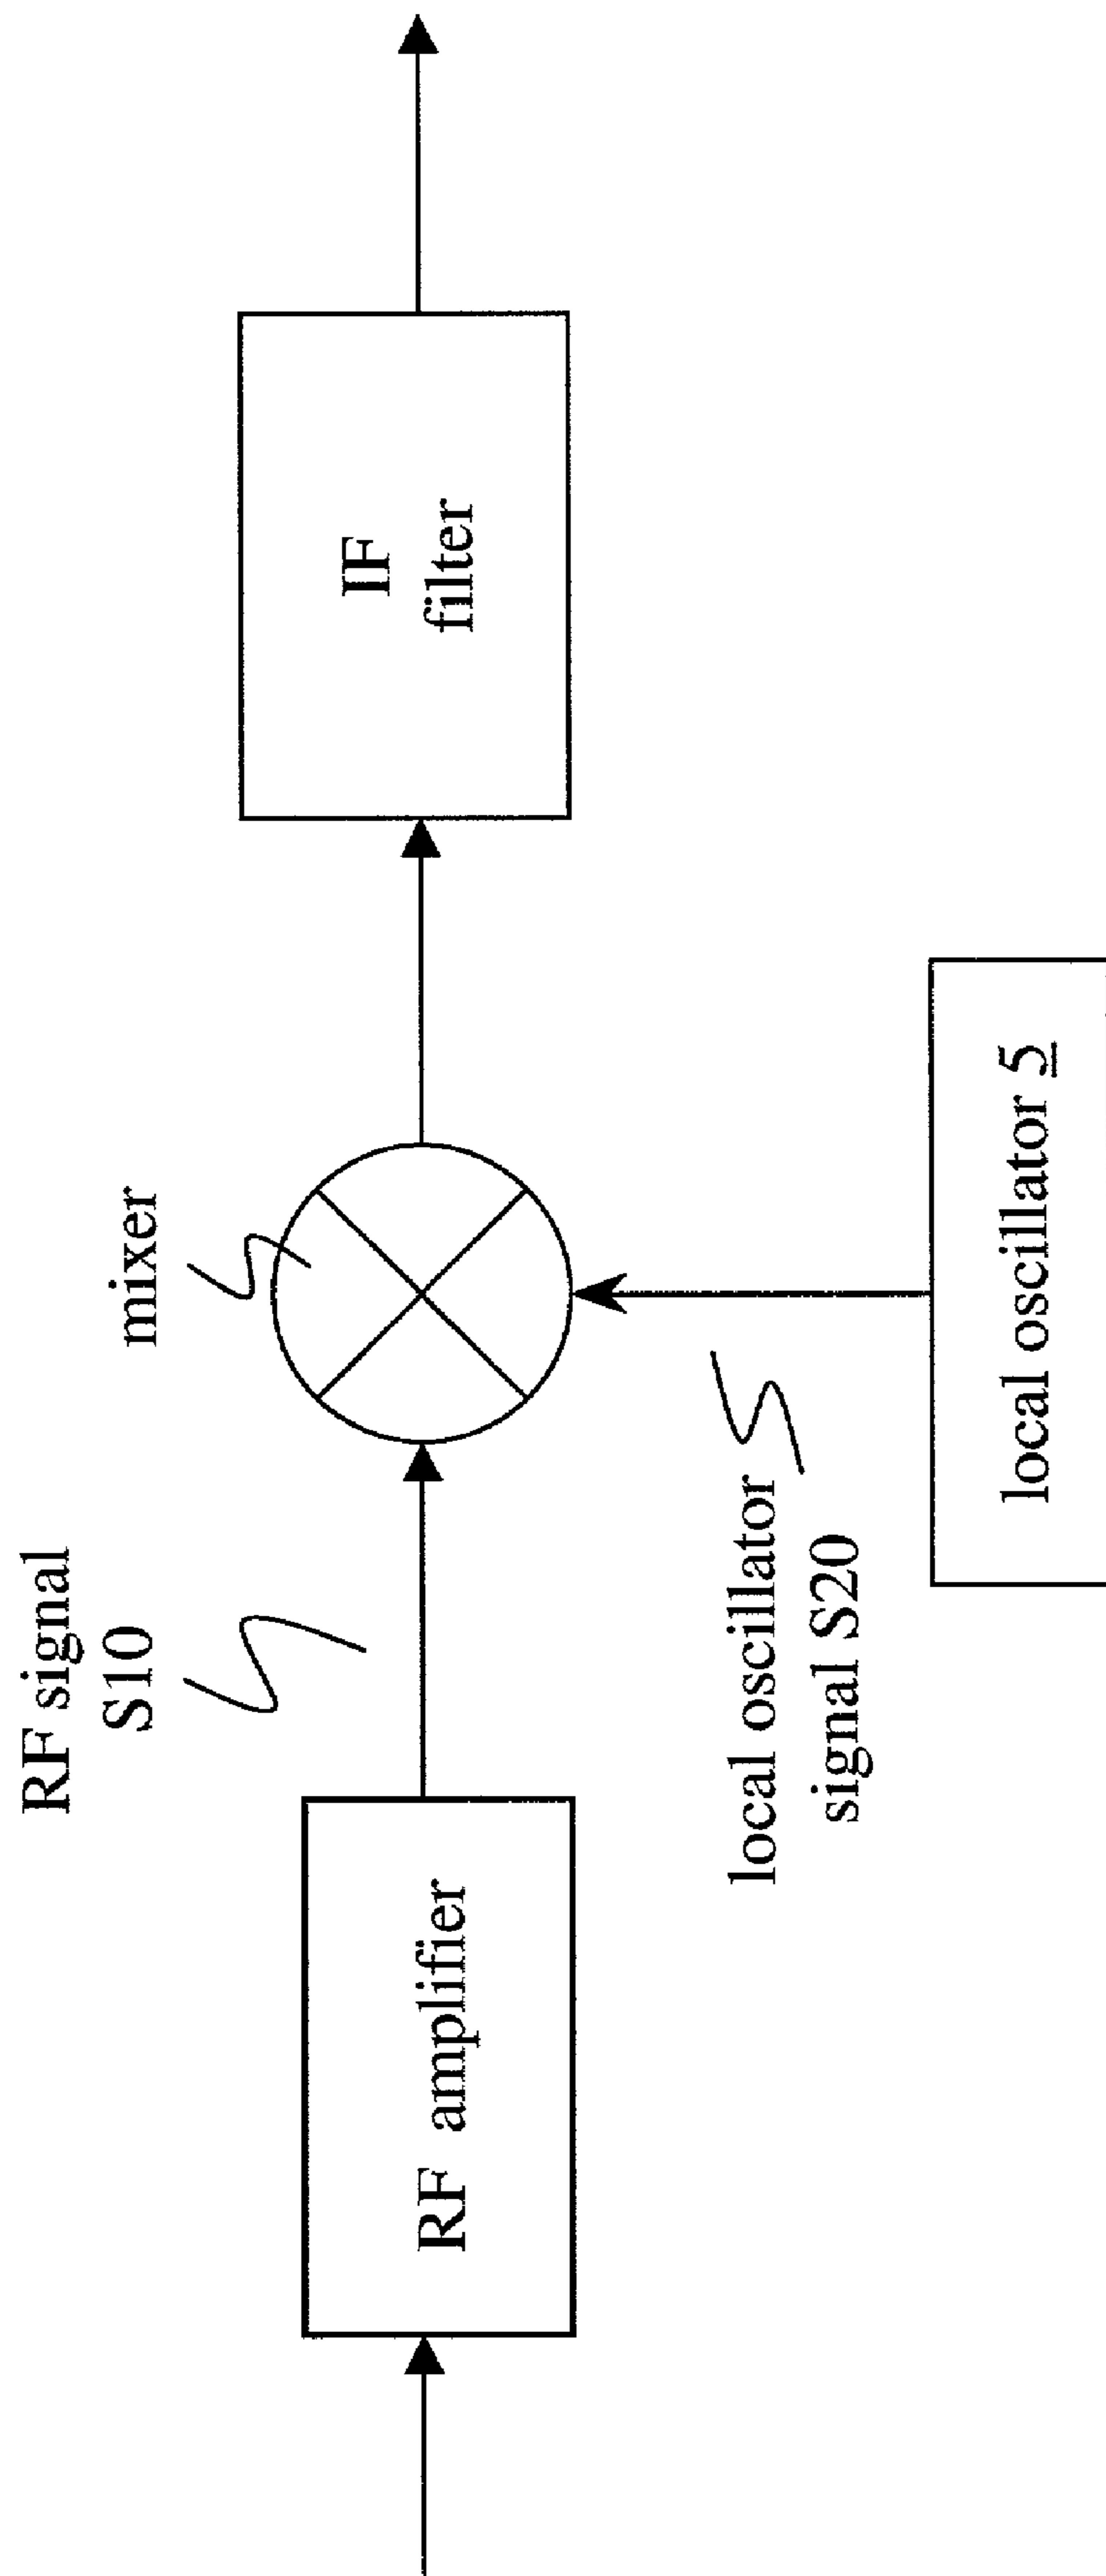 RF signal
S10
mixer
RF amplifier
IF
filter
local oscillator
signal S20
local oscillator 5